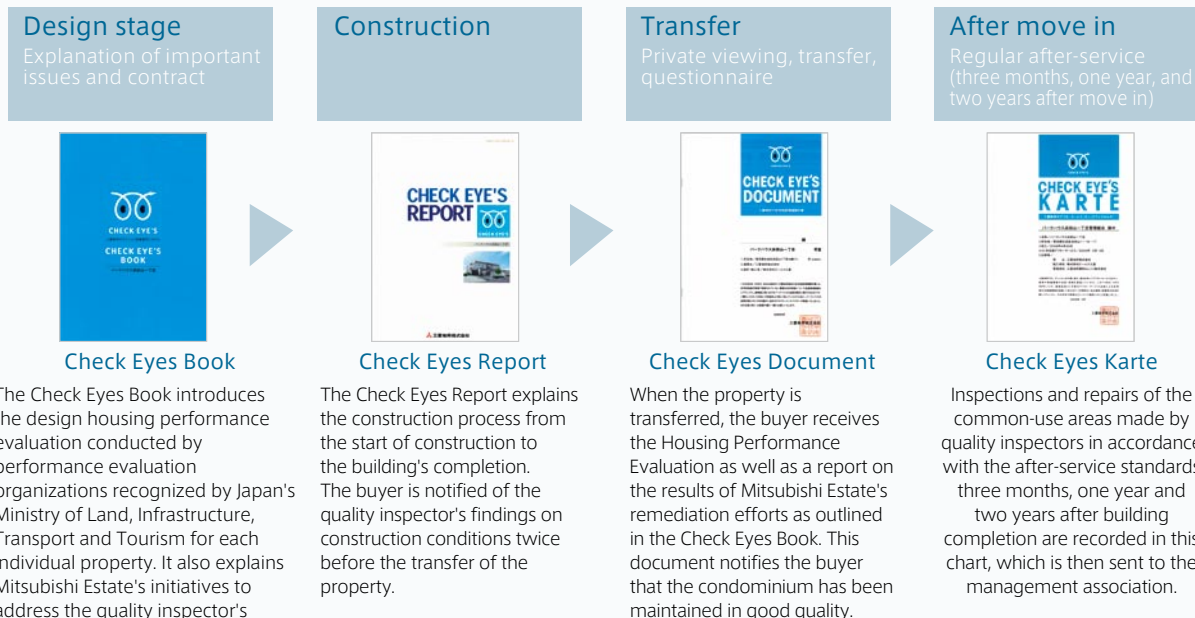 Design stage
Explanation of important
issues and contract
Construction
Transfer
Private viewing, transfer,
questionnaire
After move in
Regular after-service
(three months, one year, and
two years after move in)
CHECK EYE'S
CHECK EYE'S
BOOK
CHECK EYE'S
REPORT
CHECK EYE'S
三菱地所株式会社
CHECK EYE'S
DOCUMENT
CHECK EYE'S
KARTE
Check Eyes Book
The Check Eyes Book introduces
the design housing performance
evaluation conducted by
performance evaluation
organizations recognized by Japan's
Ministry of Land, Infrastructure,
Transport and Tourism for each
individual property. It also explains
Mitsubishi Estate's initiatives to
address the quality inspector's
Check Eyes Report
The Check Eyes Report explains
the construction process from
the start of construction to
the building's completion.
The buyer is notified of the
quality inspector's findings on
construction conditions twice
before the transfer of the
property.
Check Eyes Document
When the property is
transferred, the buyer receives
the Housing Performance
Evaluation as well as a report on
the results of Mitsubishi Estate's
remediation efforts as outlined
in the Check Eyes Book. This
document notifies the buyer
that the condominium has been
maintained in good quality.
Check Eyes Karte
Inspections and repairs of the
common-use areas made by
quality inspectors in accordance
with the after-service standards
three months, one year and
two years after building
completion are recorded in this
chart, which is then sent to the
management association.